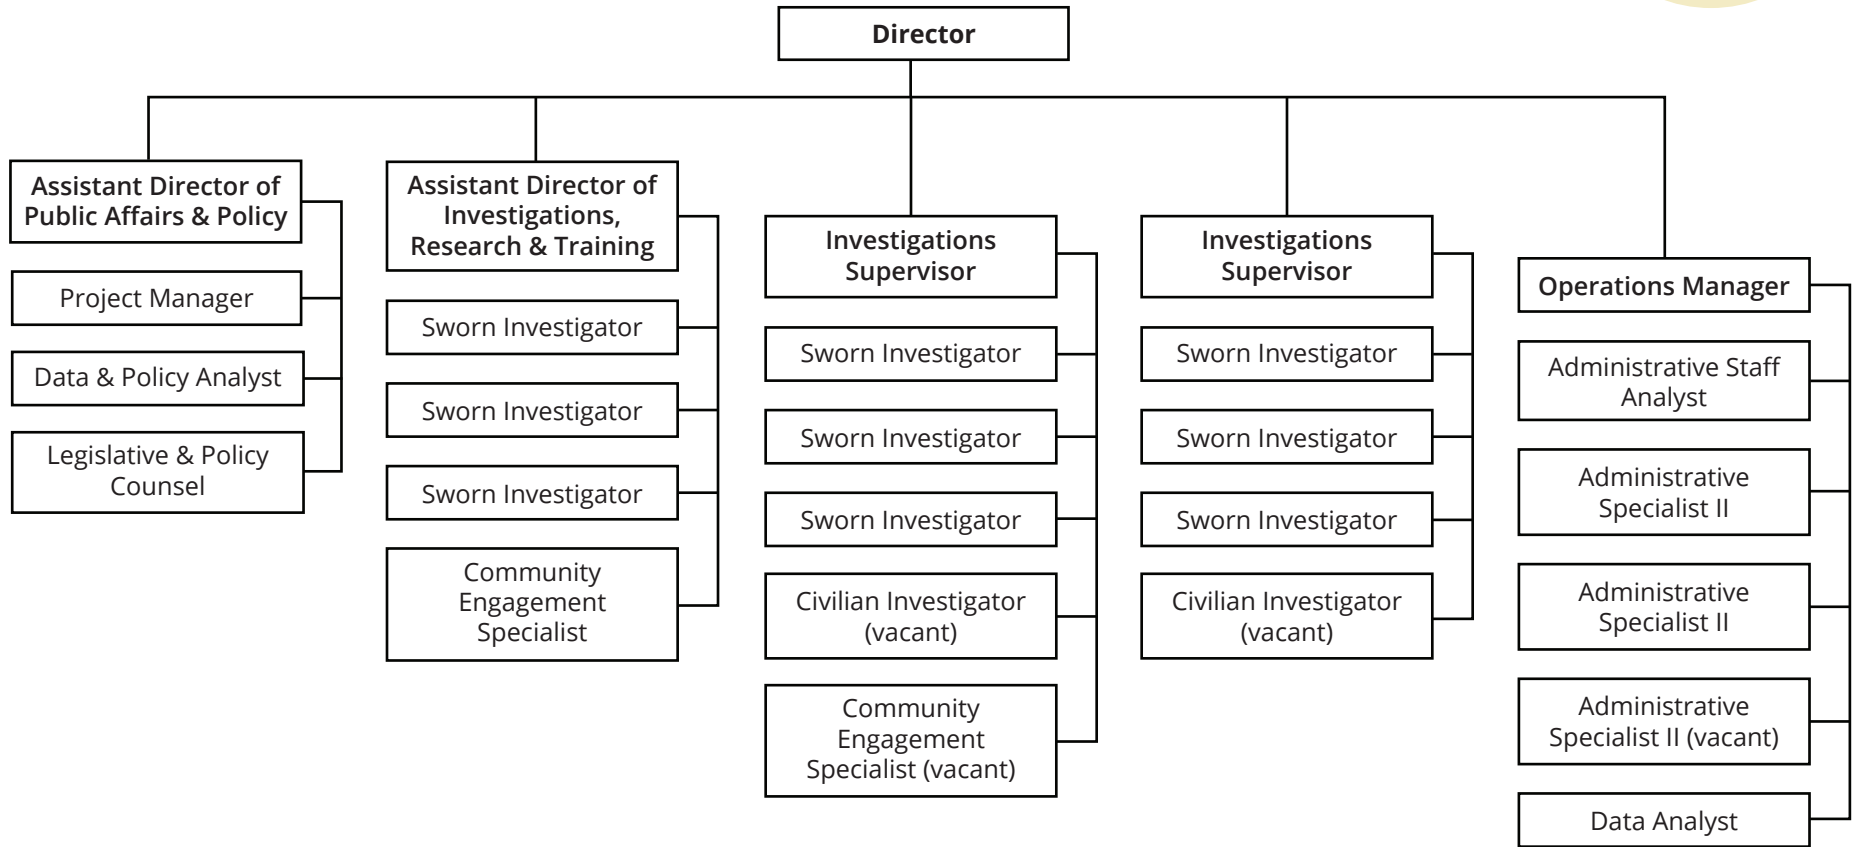 Director
Assistant Director of
Public Affairs & Policy
Project Manager
Data & Policy Analyst
Legislative & Policy
Counsel
Assistant Director of
Investigations,
Research & Training
Sworn Investigator
Sworn Investigator
Sworn Investigator
Community
Engagement
Specialist
Investigations
Supervisor
Sworn Investigator
Sworn Investigator
Sworn Investigator
Civilian Investigator
(vacant)
Community
Engagement
Specialist (vacant)
Investigations
Supervisor
Sworn Investigator
Sworn Investigator
Sworn Investigator
Civilian Investigator
(vacant)
Operations Manager
Administrative Staff
Analyst
Administrative
Specialist II
Administrative
Specialist II
Administrative
Specialist II (vacant)
Data Analyst